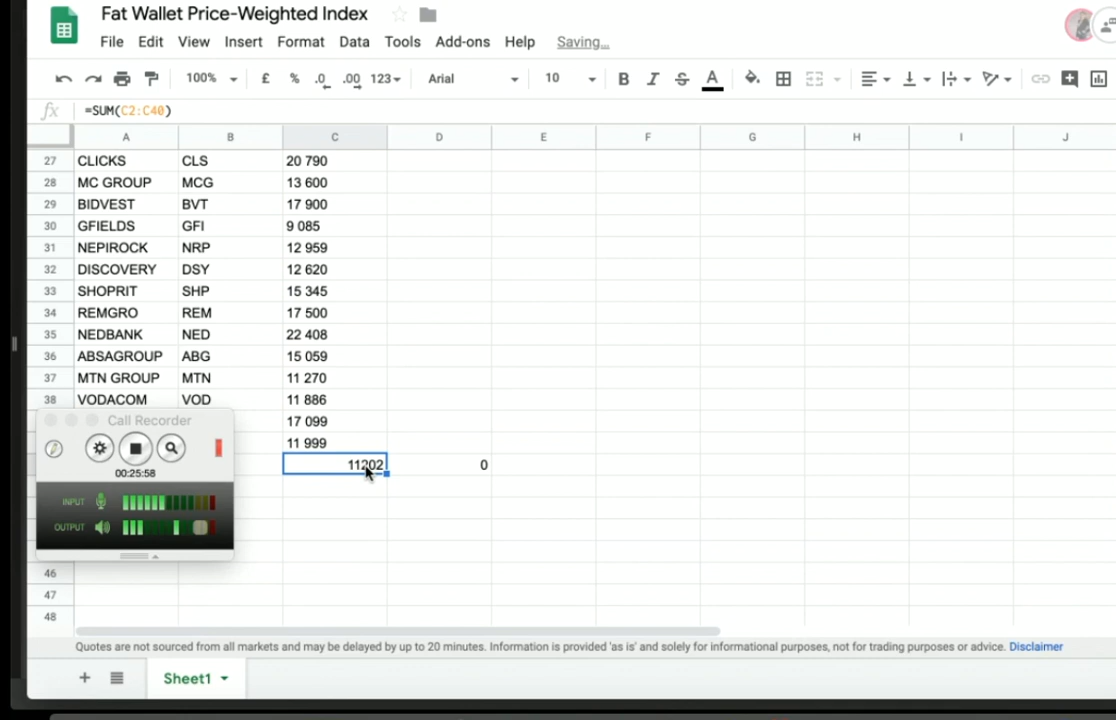 Fat Wallet Price-Weighted Index
File Edit View Insert Format Data Tools Add-ons Help Saving...
100% £ % .0 .00 123 Arial 10 B I S A
fx =SUM(C2:C40)
A B C D E F G H I J
27 CLICKS CLS 20 790
28 MC GROUP MCG 13 600
29 BIDVEST BVT 17 900
30 GFIELDS GFI 9 085
31 NEPIROCK NRP 12 959
32 DISCOVERY DSY 12 620
33 SHOPRIT SHP 15 345
34 REMGRO REM 17 500
35 NEDBANK NED 22 408
36 ABSAGROUP ABG 15 059
37 MTN GROUP MTN 11 270
38 VODACOM VOD 11 886
17 099
11 999
11202 0
Call Recorder
00:25:58
INPUT
OUTPUT
46
47
48
Quotes are not sourced from all markets and may be delayed by up to 20 minutes. Information is provided 'as is' and solely for informational purposes, not for trading purposes or advice. Disclaimer
+ Sheet1